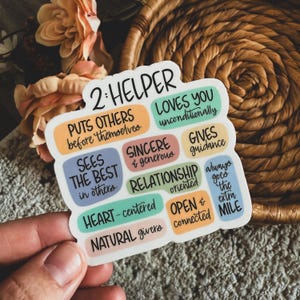 2: HELPER
PUTS OTHERS
before themselves
LOVES YOU
unconditionally
SEES
THE BEST
in others
SINCERE
& generous
GIVES
guidance
RELATIONSHIP
oriented
always
goes
the
extra
MILE
HEART-centered
OPEN &
connected
NATURAL givers